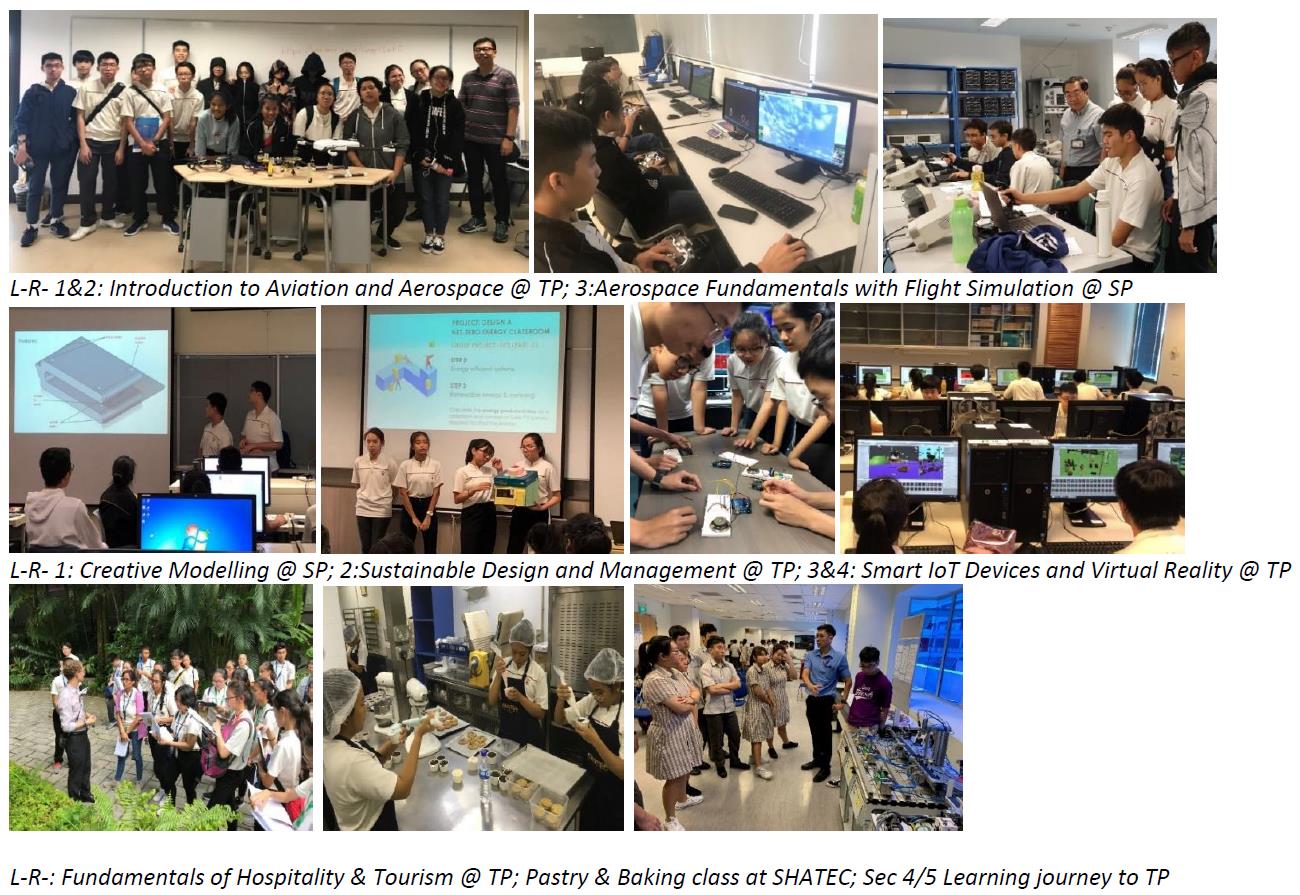 L-R- 1&2: Introduction to Aviation and Aerospace @ TP; 3:Aerospace Fundamentals with Flight Simulation @ SP
PROJECT: DESIGN A
NET-ZERO ENERGY CLASSROOM
STEP 2
Energy efficient systems
STEP 3
L-R- 1: Creative Modelling @ SP; 2:Sustainable Design and Management @ TP; 3&4: Smart IoT Devices and Virtual Reality @ TP
L-R-: Fundamentals of Hospitality & Tourism @ TP; Pastry & Baking class at SHATEC; Sec 4/5 Learning journey to TP